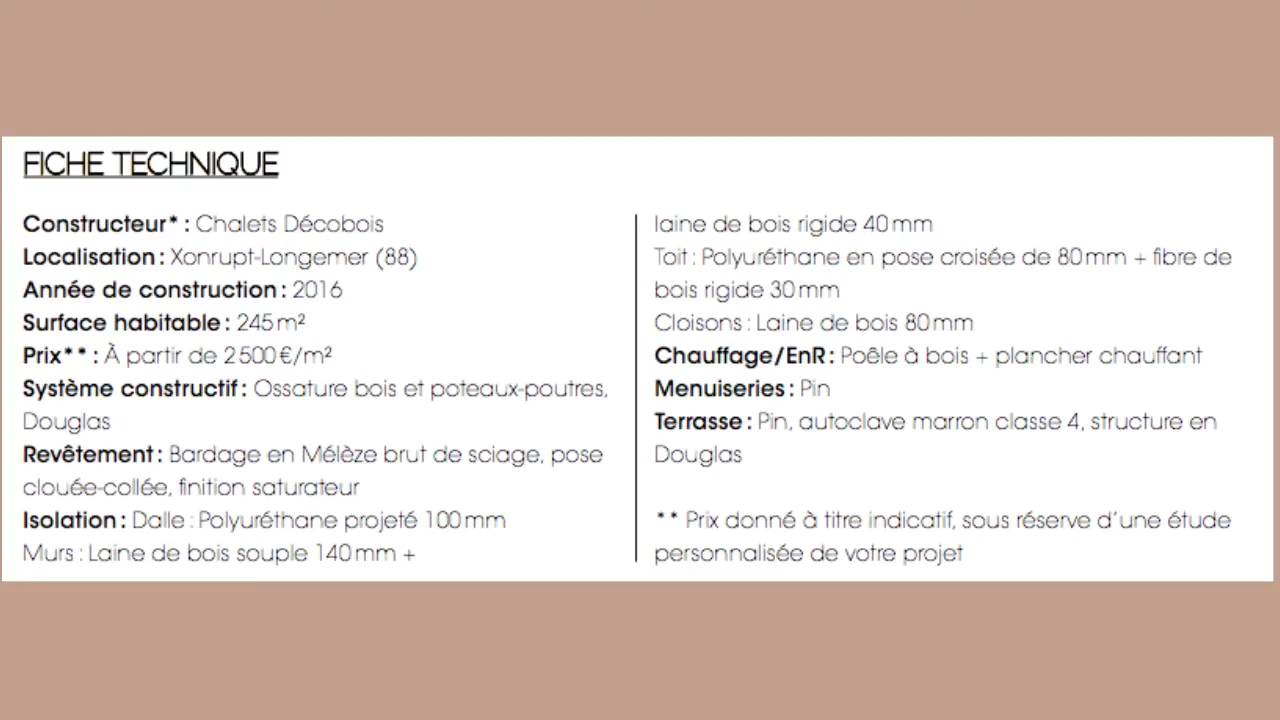 FICHE TECHNIQUE
Constructeur* : Chalets Décobois
Localisation : Xonrupt-Longemer (88)
Année de construction : 2016
Surface habitable : 245 m²
Prix** : À partir de 2 500 €/m²
Système constructif : Ossature bois et poteaux-poutres,
Douglas
Revêtement : Bardage en Mélèze brut de sciage, pose
clouée-collée, finition saturateur
Isolation : Dalle : Polyuréthane projeté 100 mm
Murs : Laine de bois souple 140 mm +
laine de bois rigide 40 mm
Toit : Polyuréthane en pose croisée de 80 mm + fibre de
bois rigide 30 mm
Cloisons : Laine de bois 80 mm
Chauffage/EnR : Poêle à bois + plancher chauffant
Menuiseries : Pin
Terrasse : Pin, autoclave marron classe 4, structure en
Douglas
** Prix donné à titre indicatif, sous réserve d'une étude
personnalisée de votre projet